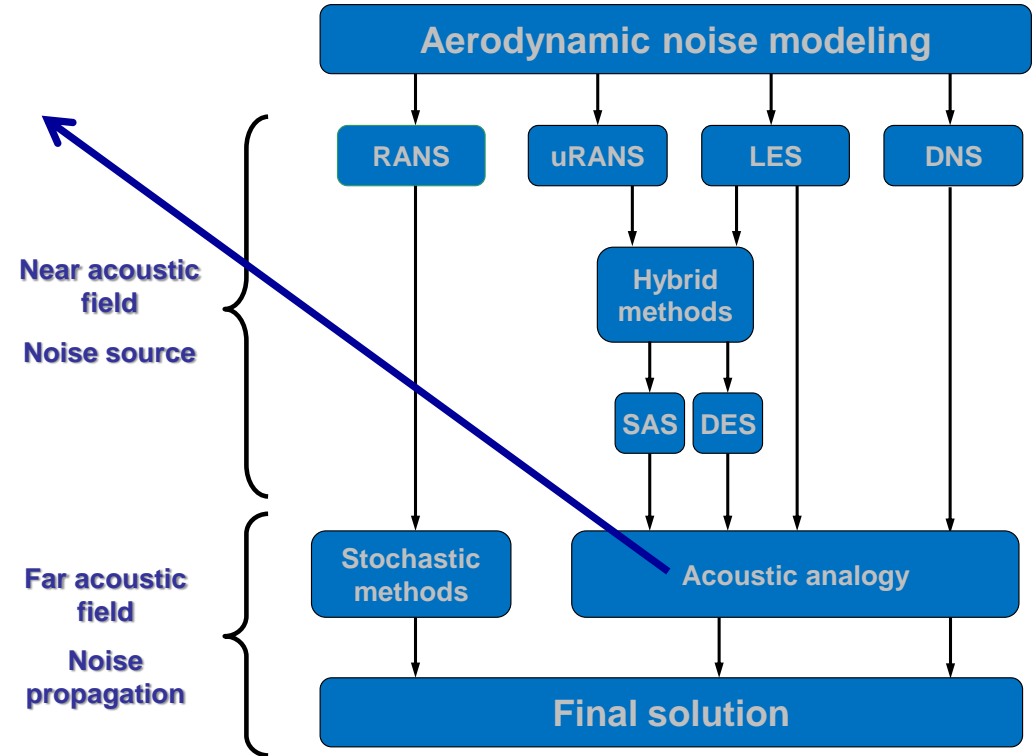 Aerodynamic noise modeling
RANS
uRANS
LES
DNS
Near acoustic
field
Noise source
Hybrid
methods
SAS
DES
Far acoustic
field
Noise
propagation
Stochastic
methods
Acoustic analogy
Final solution